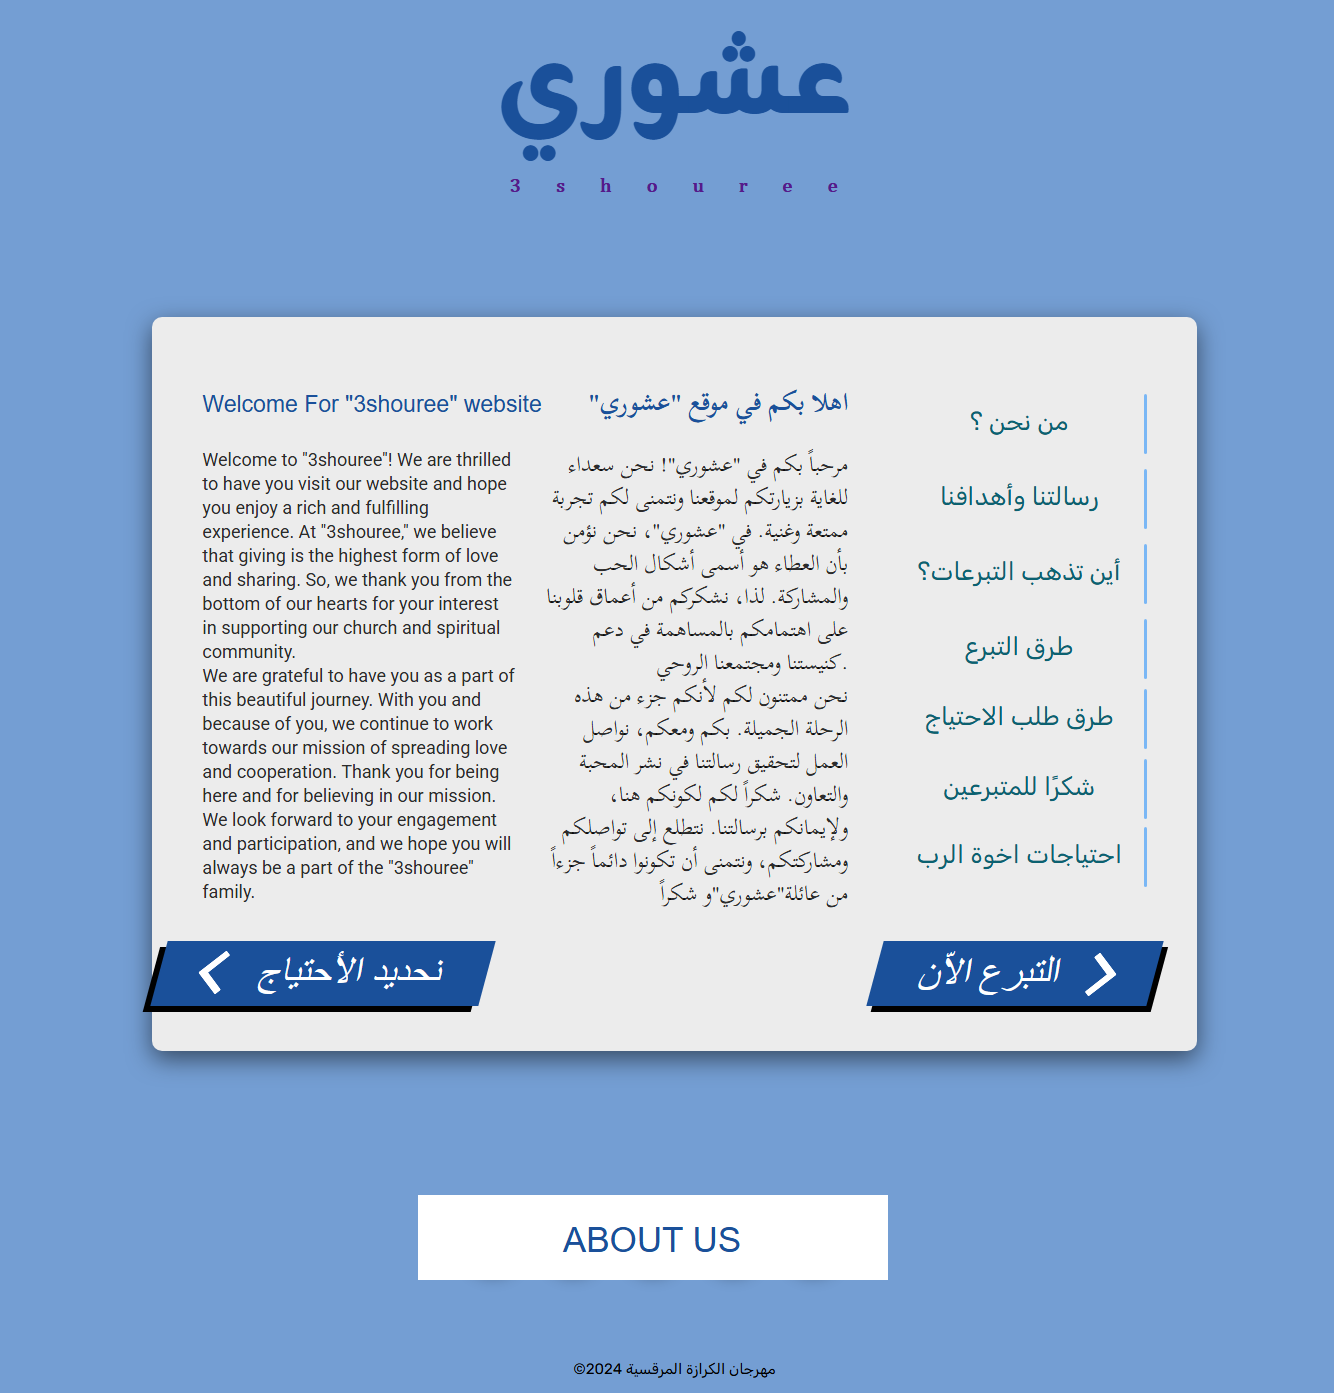 عشوري
3shouree
Welcome For "3shouree" website
Welcome to "3shouree"! We are thrilled
to have you visit our website and hope
you enjoy a rich and fulfilling
experience. At "3shouree," we believe
that giving is the highest form of love
and sharing. So, we thank you from the
bottom of our hearts for your interest
in supporting our church and spiritual
community.
We are grateful to have you as a part of
this beautiful journey. With you and
because of you, we continue to work
towards our mission of spreading love
and cooperation. Thank you for being
here and for believing in our mission.
We look forward to your engagement
and participation, and we hope you will
always be a part of the "3shouree"
family.
اهلا بكم في موقع "عشوري"
مرحباً بكم في "عشوري"! نحن سعداء
للغاية بزيارتكم لموقعنا ونتمنى لكم تجربة
ممتعة وغنية. في "عشوري"، نحن نؤمن
بأن العطاء هو أسمى أشكال الحب
والمشاركة. لذا، نشكركم من أعماق قلوبنا
على اهتمامكم بالمساهمة في دعم
.كنيستنا ومجتمعنا الروحي
نحن ممتنون لكم لأنكم جزء من هذه
الرحلة الجميلة. بكم ومعكم، نواصل
العمل لتحقيق رسالتنا في نشر المحبة
والتعاون. شكراً لكم لكونكم هنا،
ولإيمانكم برسالتنا. نتطلع إلى تواصلكم
ومشاركتكم، ونتمنى أن تكونوا دائماً جزءاً
من عائلة"عشوري"و شكراً
من نحن ؟
رسالتنا وأهدافنا
أين تذهب التبرعات؟
طرق التبرع
طرق طلب الاحتياج
شكرًا للمتبرعين
احتياجات اخوة الرب
نحديد الأحتياج
التبرع الاّن
ABOUT US
مهرجان الكرازة المرقسية 2024©